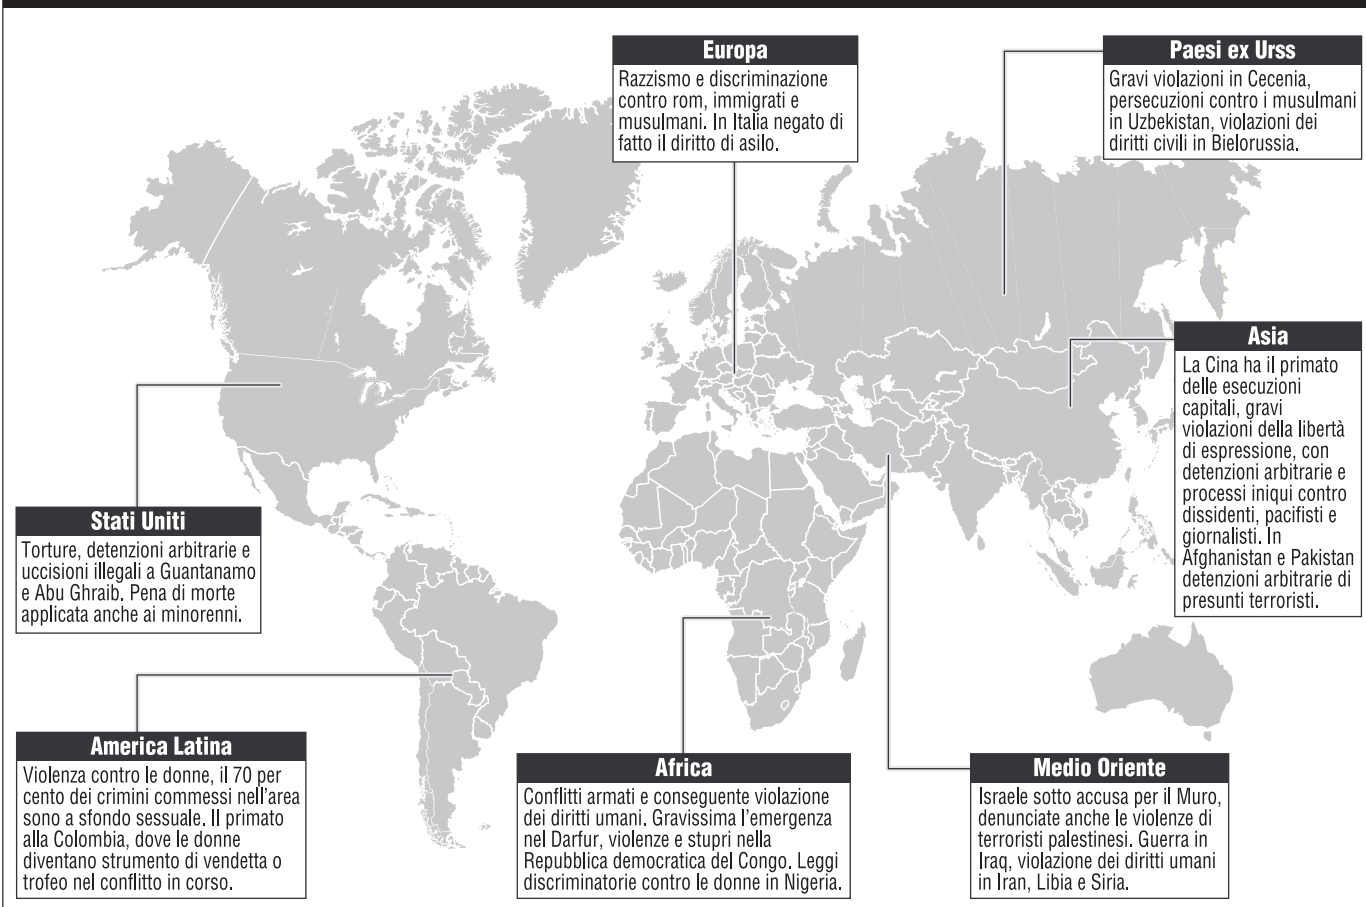 Europa
Razzismo e discriminazione
contro rom, immigrati e
musulmani. In Italia negato di
fatto il diritto di asilo.
Paesi ex Urss
Gravi violazioni in Cecenia,
persecuzioni contro i musulmani
in Uzbekistan, violazioni dei
diritti civili in Bielorussia.
Asia
La Cina ha il primato
delle esecuzioni
capitali, gravi
violazioni della libertà
di espressione, con
detenzioni arbitrarie e
processi iniqui contro
dissidenti, pacifisti e
giornalisti. In
Afghanistan e Pakistan
detenzioni arbitrarie di
presunti terroristi.
Stati Uniti
Torture, detenzioni arbitrarie e
uccisioni illegali a Guantanamo
e Abu Ghraib. Pena di morte
applicata anche ai minorenni.
America Latina
Violenza contro le donne, il 70 per
cento dei crimini commessi nell'area
sono a sfondo sessuale. Il primato
alla Colombia, dove le donne
diventano strumento di vendetta o
trofeo nel conflitto in corso.
Africa
Conflitti armati e conseguente violazione
dei diritti umani. Gravissima l'emergenza
nel Darfur, violenze e stupri nella
Repubblica democratica del Congo. Leggi
discriminatorie contro le donne in Nigeria.
Medio Oriente
Israele sotto accusa per il Muro,
denunciate anche le violenze di
terroristi palestinesi. Guerra in
Iraq, violazione dei diritti umani
in Iran, Libia e Siria.